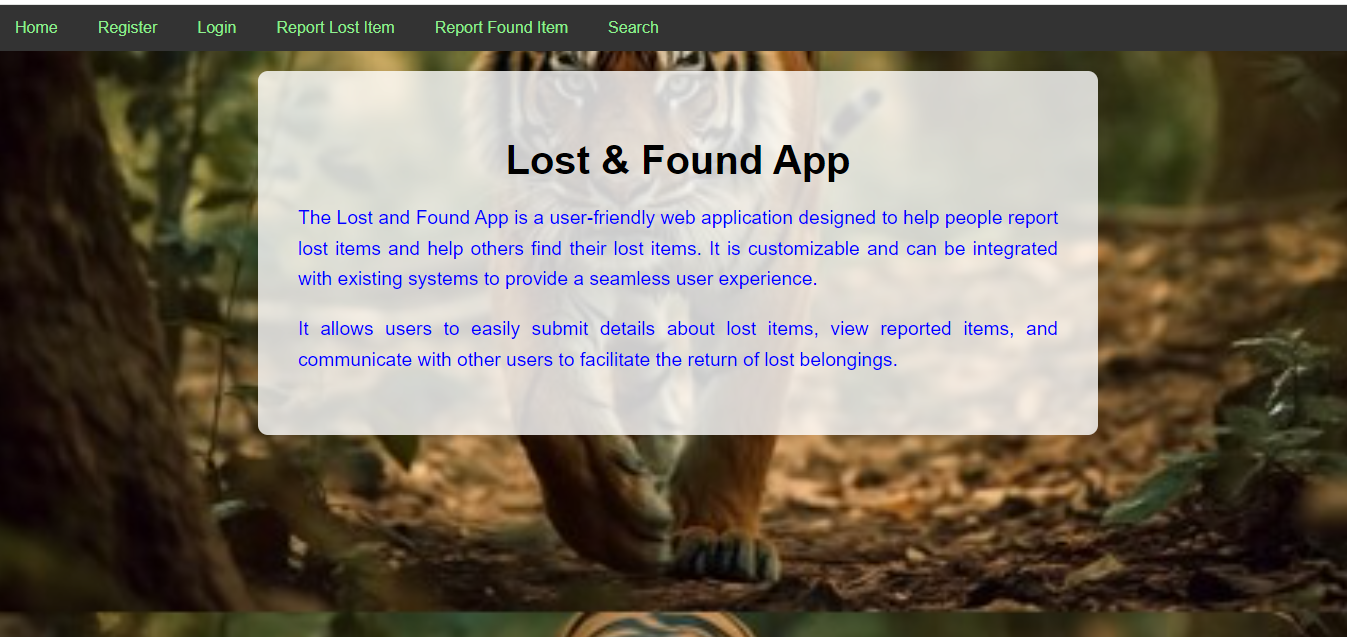 Home Register Login Report Lost Item Report Found Item Search
Lost & Found App
The Lost and Found App is a user-friendly web application designed to help people report
lost items and help others find their lost items. It is customizable and can be integrated
with existing systems to provide a seamless user experience.
It allows users to easily submit details about lost items, view reported items, and
communicate with other users to facilitate the return of lost belongings.